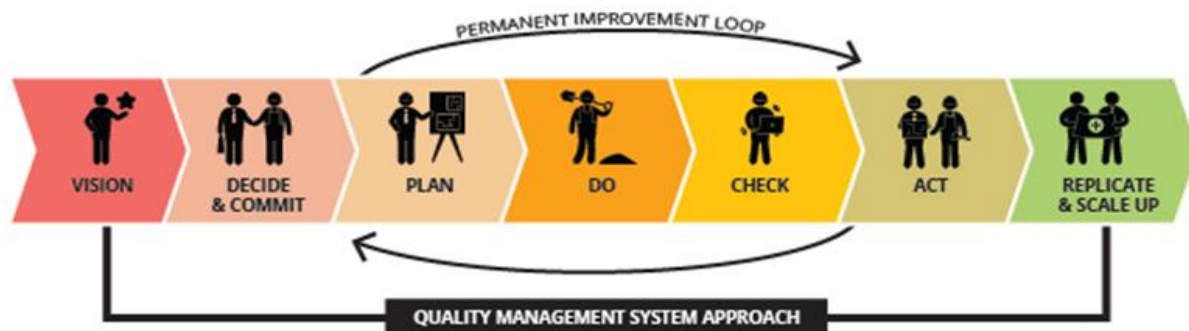 PERMANENT IMPROVEMENT LOOP
VISION
DECIDE
& COMMIT
PLAN
DO
CHECK
ACT
REPLICATE
& SCALE UP
QUALITY MANAGEMENT SYSTEM APPROACH